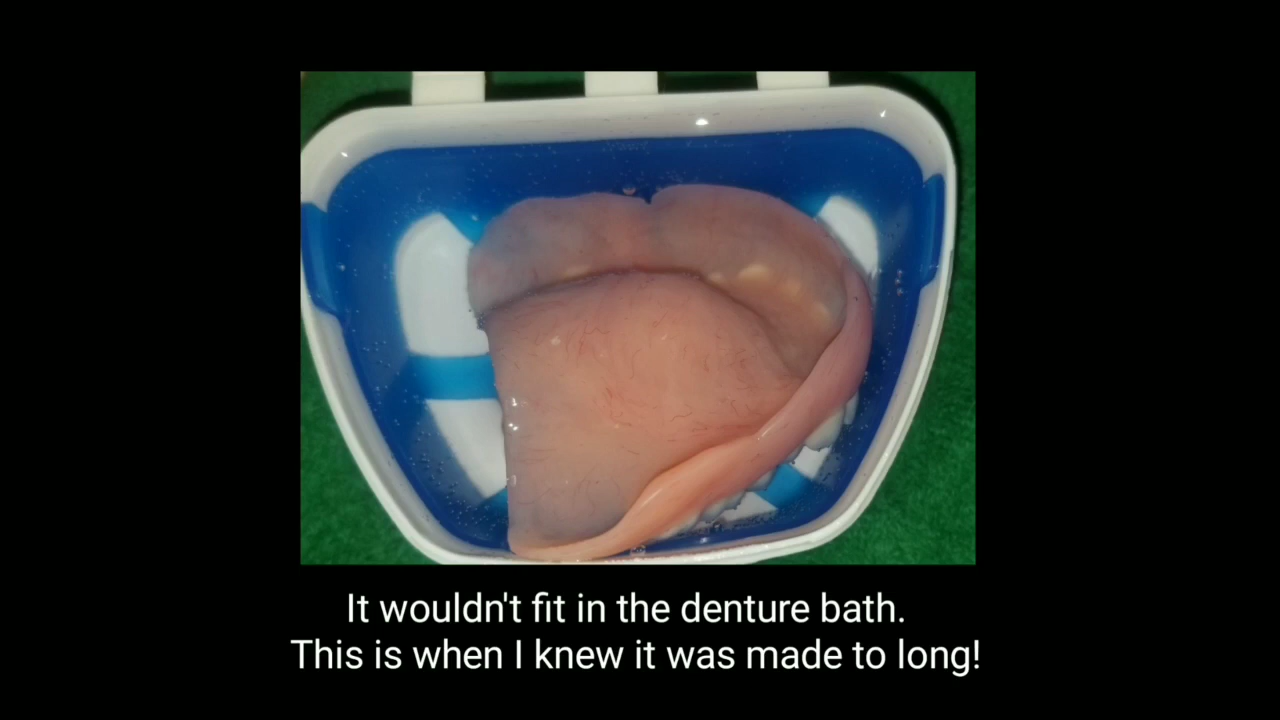 It wouldn't fit in the denture bath.
This is when I knew it was made to long!